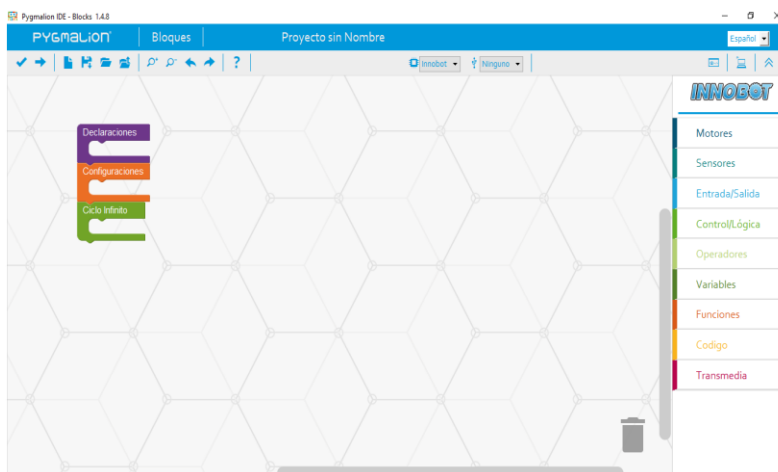 Pygmalion IDE - Blocks 1.4.8
PYGMALION
Bloques
Proyecto sin Nombre
Español
?
Innobot
Ninguno
INNOBOT
Declaraciones
Configuraciones
Ciclo Infinito
Motores
Sensores
Entrada/Salida
Control/Lógica
Operadores
Variables
Funciones
Codigo
Transmedia